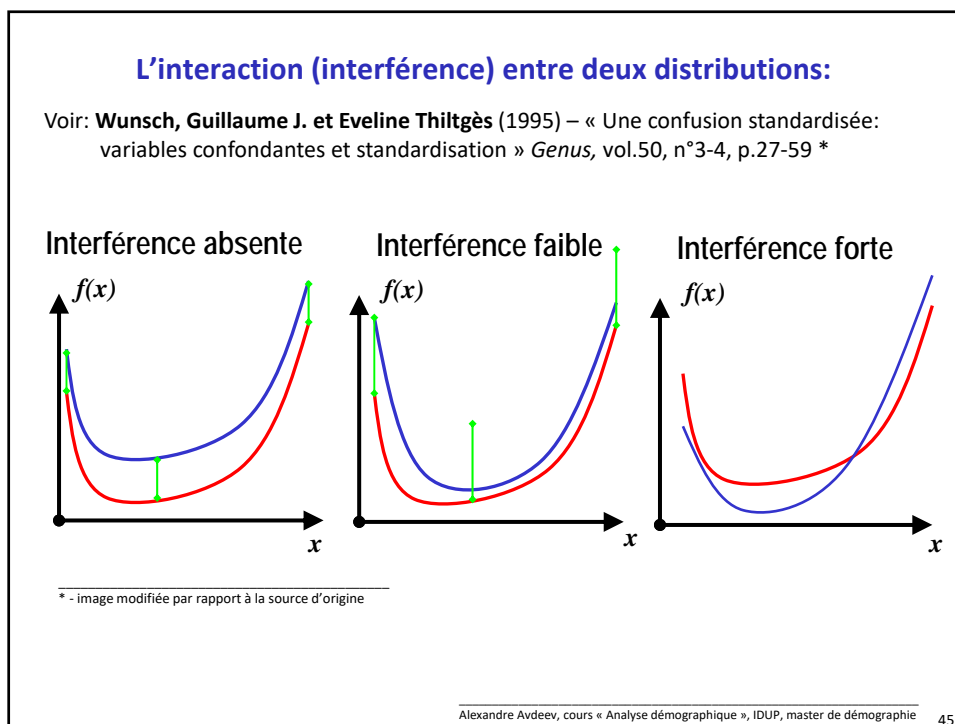 L’interaction (interférence) entre deux distributions:
Voir: Wunsch, Guillaume J. et Eveline Thiltgès (1995) – « Une confusion standardisée:
variables confondantes et standardisation » Genus, vol.50, n°3-4, p.27-59 *
Interférence absente
f(x)
x
Interférence faible
f(x)
x
Interférence forte
f(x)
x
* - image modifiée par rapport à la source d’origine
Alexandre Avdeev, cours « Analyse démographique », IDUP, master de démographie
45